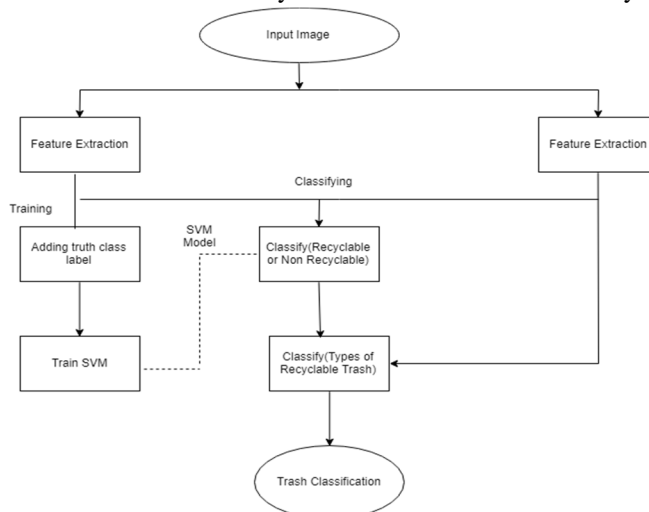 Input Image
Feature Extraction
Feature Extraction
Classifying
Training
SVM
Model
Adding truth class
label
Classify(Recyclable
or Non Recyclable)
Train SVM
Classify(Types of
Recyclable Trash)
Trash Classification